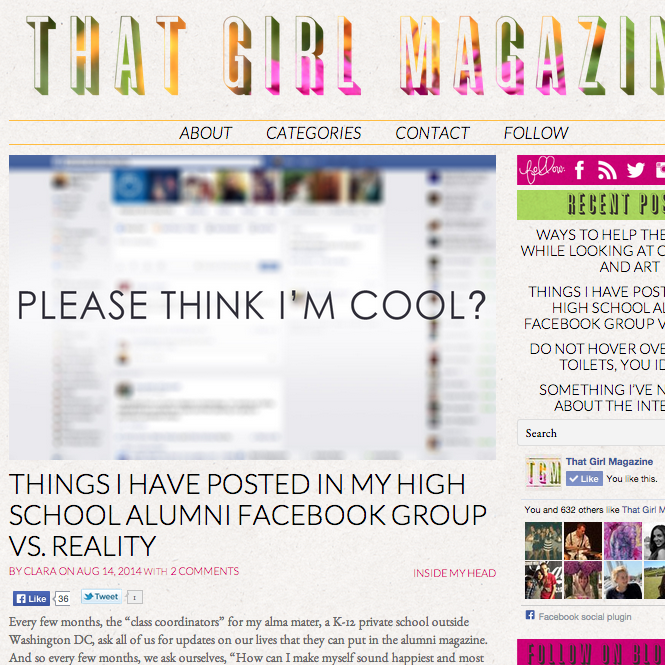 THAT GIRL MAGAZIN
ABOUT CATEGORIES CONTACT FOLLOW
PLEASE THINK I'M COOL?
THINGS I HAVE POSTED IN MY HIGH
SCHOOL ALUMNI FACEBOOK GROUP
VS. REALITY
BY CLARA ON AUG 14, 2014 WITH 2 COMMENTS
INSIDE MY HEAD
Like 36 Tweet 1
Every few months, the “class coordinators” for my alma mater, a K-12 private school outside
Washington DC, ask all of us for updates on our lives that they can put in the alumni magazine.
And so every few months, we ask ourselves, “How can I make myself sound happiest and most
follow:
RECENT POS
WAYS TO HELP THE
WHILE LOOKING AT C
AND ART
THINGS I HAVE POST
HIGH SCHOOL AL
FACEBOOK GROUP V
DO NOT HOVER OVE
TOILETS, YOU ID
SOMETHING I'VE N
ABOUT THE INTE
Search
TGM
That Girl Magazine
Like You like this.
You and 632 others like That Girl M
Facebook social plugin
FOLLOW ON BLO